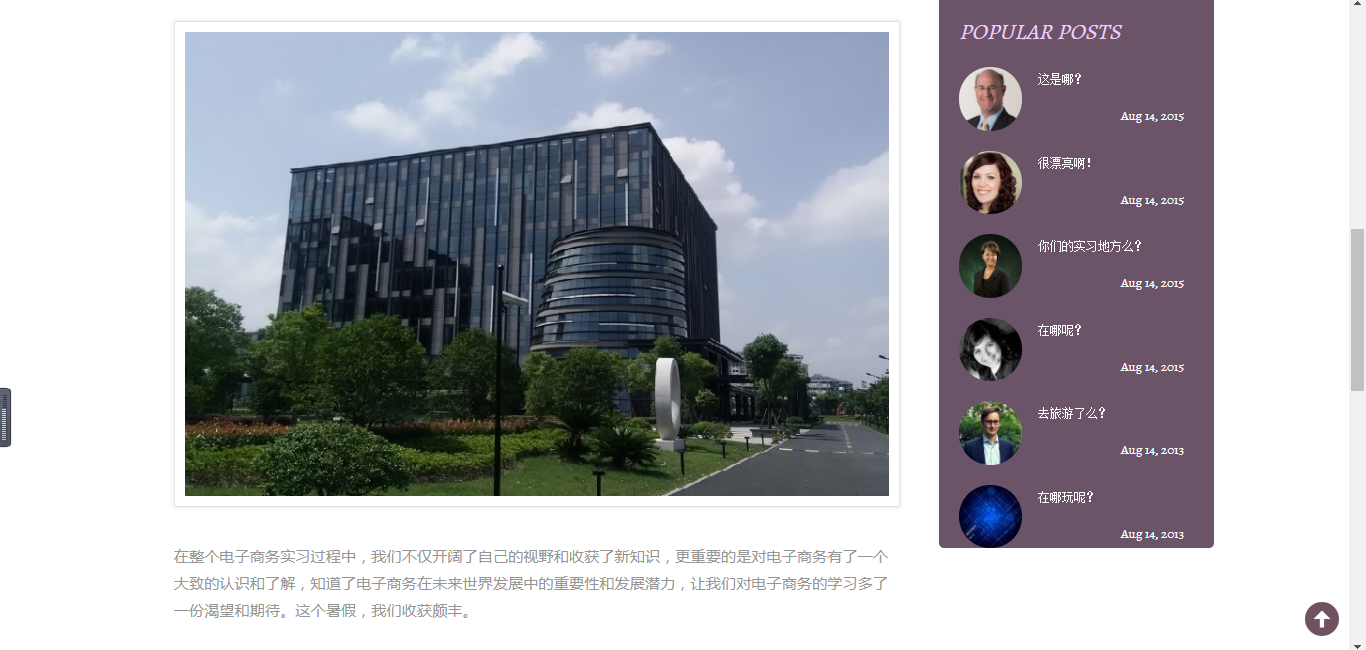 POPULAR POSTS
这是哪？
Aug 14, 2015
很漂亮啊！
Aug 14, 2015
你们的实习地方么？
Aug 14, 2015
在哪呢？
Aug 14, 2015
去旅游了么？
Aug 14, 2013
在哪玩呢？
Aug 14, 2013
在整个电子商务实习过程中，我们不仅开阔了自己的视野和收获了新知识，更重要的是对电子商务有了一个
大致的认识和了解，知道了电子商务在未来世界发展中的重要性和发展潜力，让我们对电子商务的学习多了
一份渴望和期待。这个暑假，我们收获颇丰。